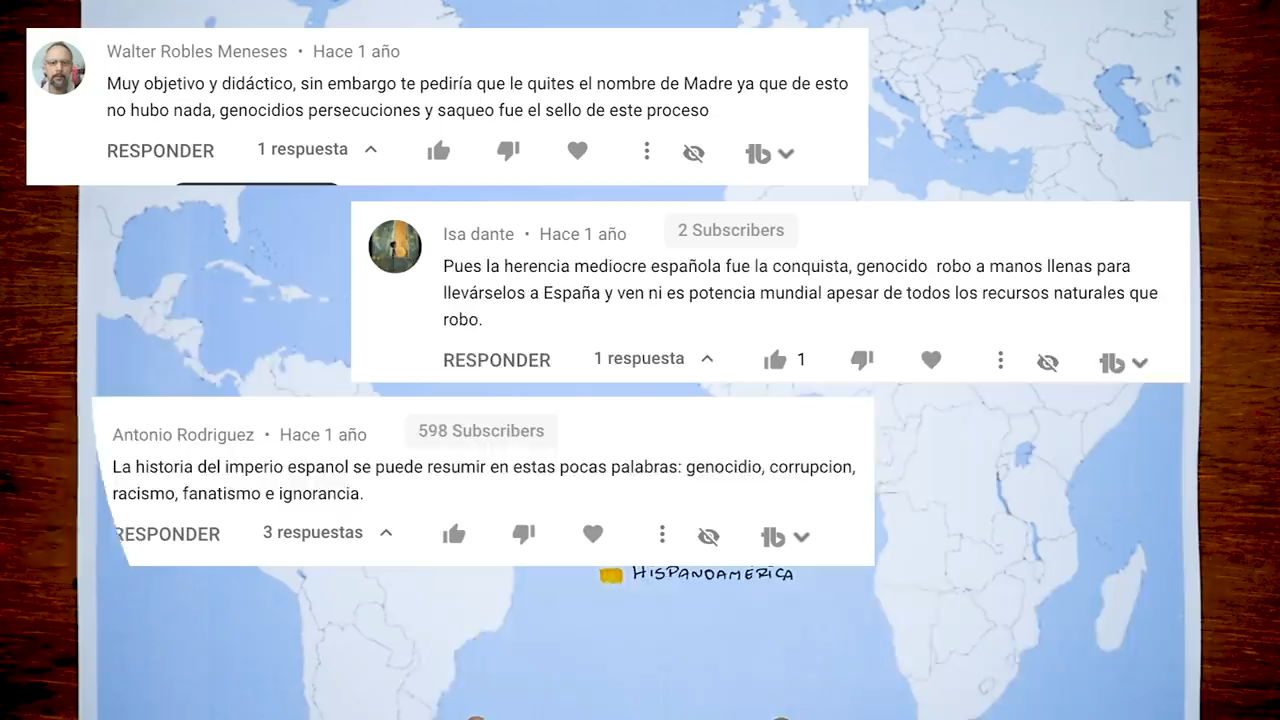 Walter Robles Meneses • Hace 1 año
Muy objetivo y didáctico, sin embargo te pediría que le quites el nombre de Madre ya que de esto
no hubo nada, genocidios persecuciones y saqueo fue el sello de este proceso
RESPONDER 1 respuesta
Isa dante • Hace 1 año 2 Subscribers
Pues la herencia mediocre española fue la conquista, genocido robo a manos llenas para
llevárselos a España y ven ni es potencia mundial apesar de todos los recursos naturales que
robo.
RESPONDER 1 respuesta 1
Antonio Rodriguez • Hace 1 año 598 Subscribers
La historia del imperio espanol se puede resumir en estas pocas palabras: genocidio, corrupcion,
racismo, fanatismo e ignorancia.
RESPONDER 3 respuestas
HISPANOAMÉRICA